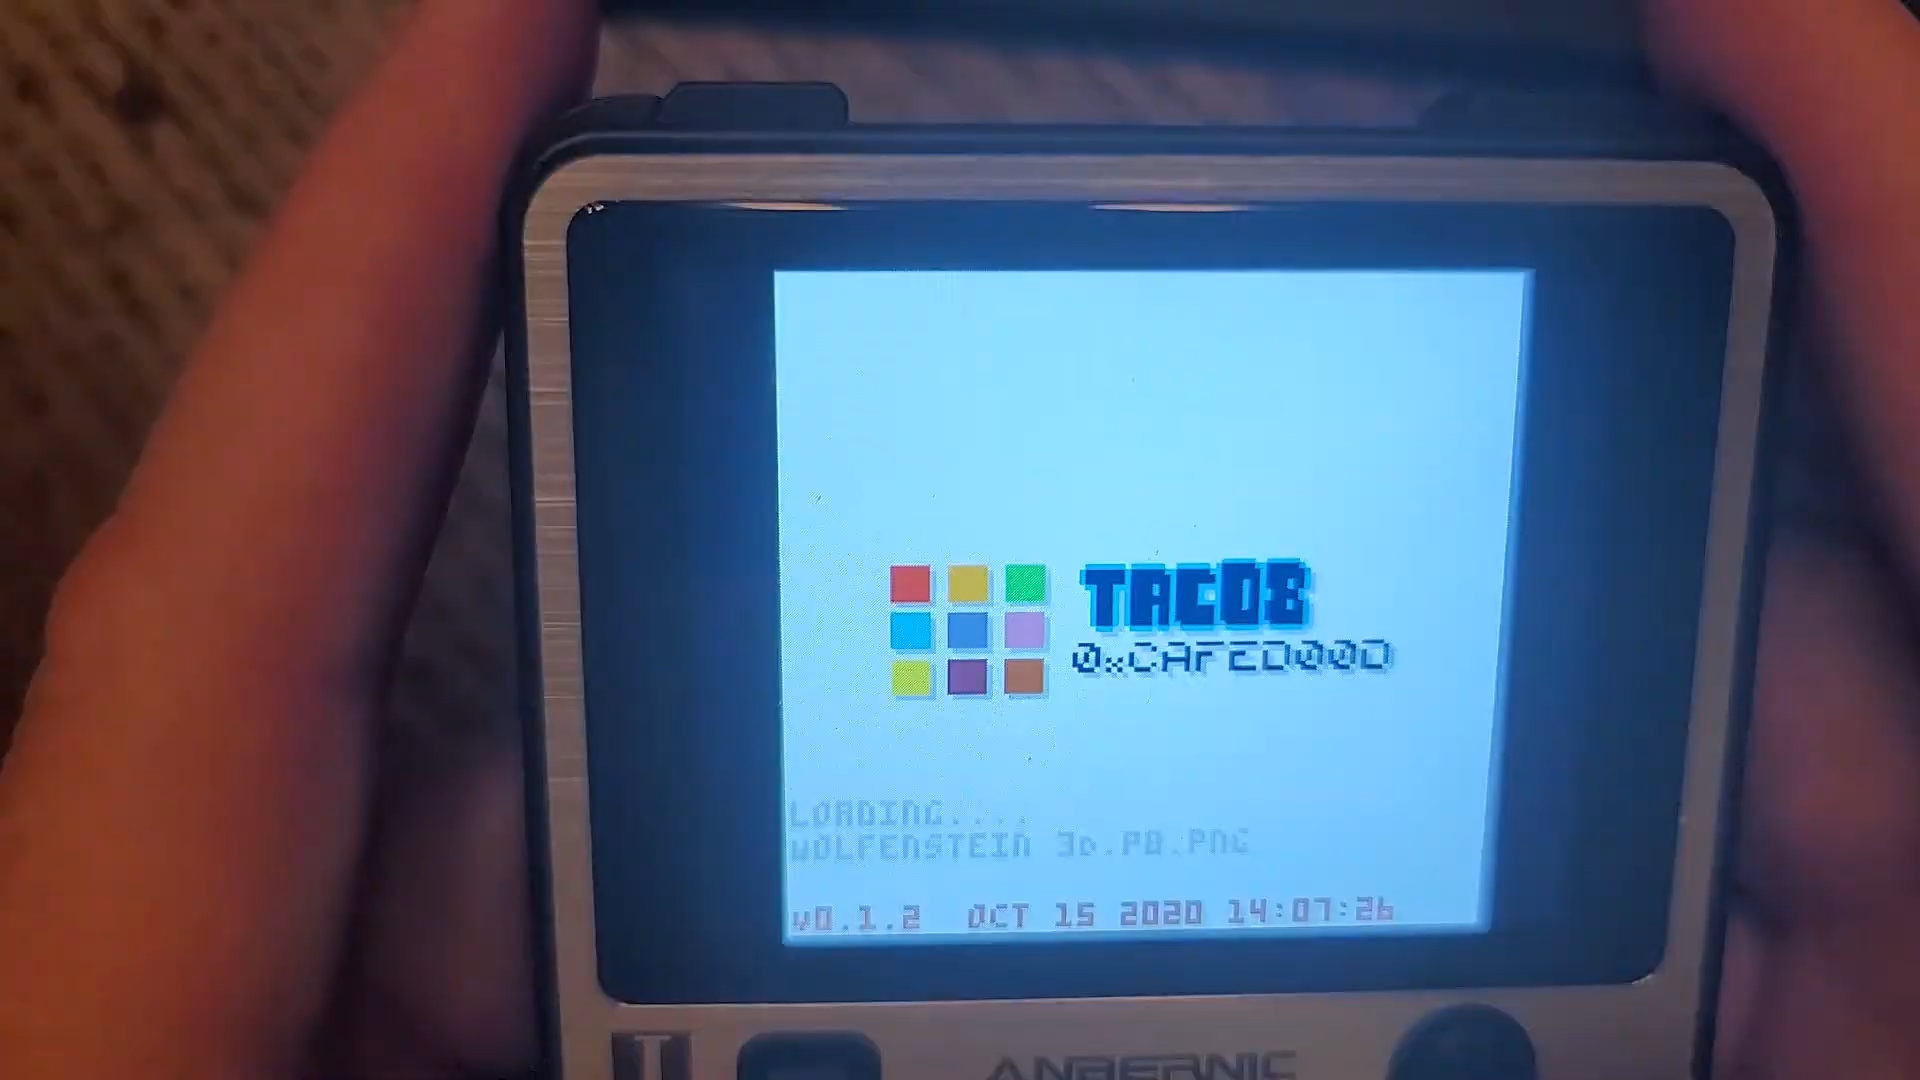 TAC08
0xCAFED00D
LOADING....
WOLFENSTEIN 3D.P8.PNG
v0.1.2 OCT 15 2020 14:07:26
ANBERNIC